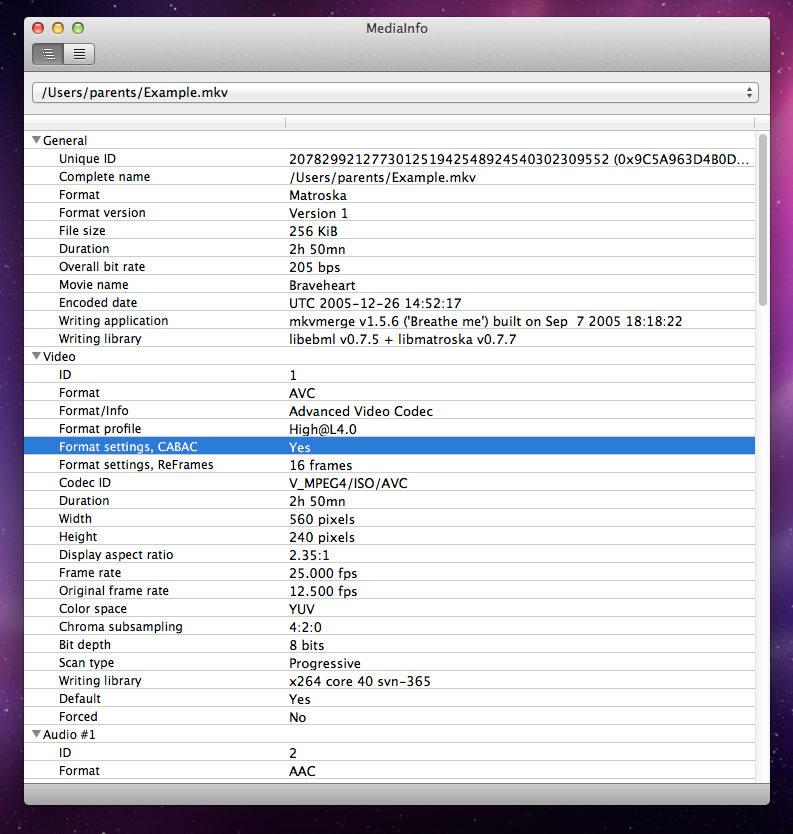 MediaInfo
/Users/parents/Example.mkv
General
Unique ID 207829921277301251942548924540302309552 (0x9C5A963D4B0D...
Complete name /Users/parents/Example.mkv
Format Matroska
Format version Version 1
File size 256 KiB
Duration 2h 50mn
Overall bit rate 205 bps
Movie name Braveheart
Encoded date UTC 2005-12-26 14:52:17
Writing application mkvmerge v1.5.6 ('Breathe me') built on Sep  7 2005 18:18:22
Writing library libebml v0.7.5 + libmatroska v0.7.7
Video
ID 1
Format AVC
Format/Info Advanced Video Codec
Format profile High@L4.0
Format settings, CABAC Yes
Format settings, ReFrames 16 frames
Codec ID V_MPEG4/ISO/AVC
Duration 2h 50mn
Width 560 pixels
Height 240 pixels
Display aspect ratio 2.35:1
Frame rate 25.000 fps
Original frame rate 12.500 fps
Color space YUV
Chroma subsampling 4:2:0
Bit depth 8 bits
Scan type Progressive
Writing library x264 core 40 svn-365
Default Yes
Forced No
Audio #1
ID 2
Format AAC